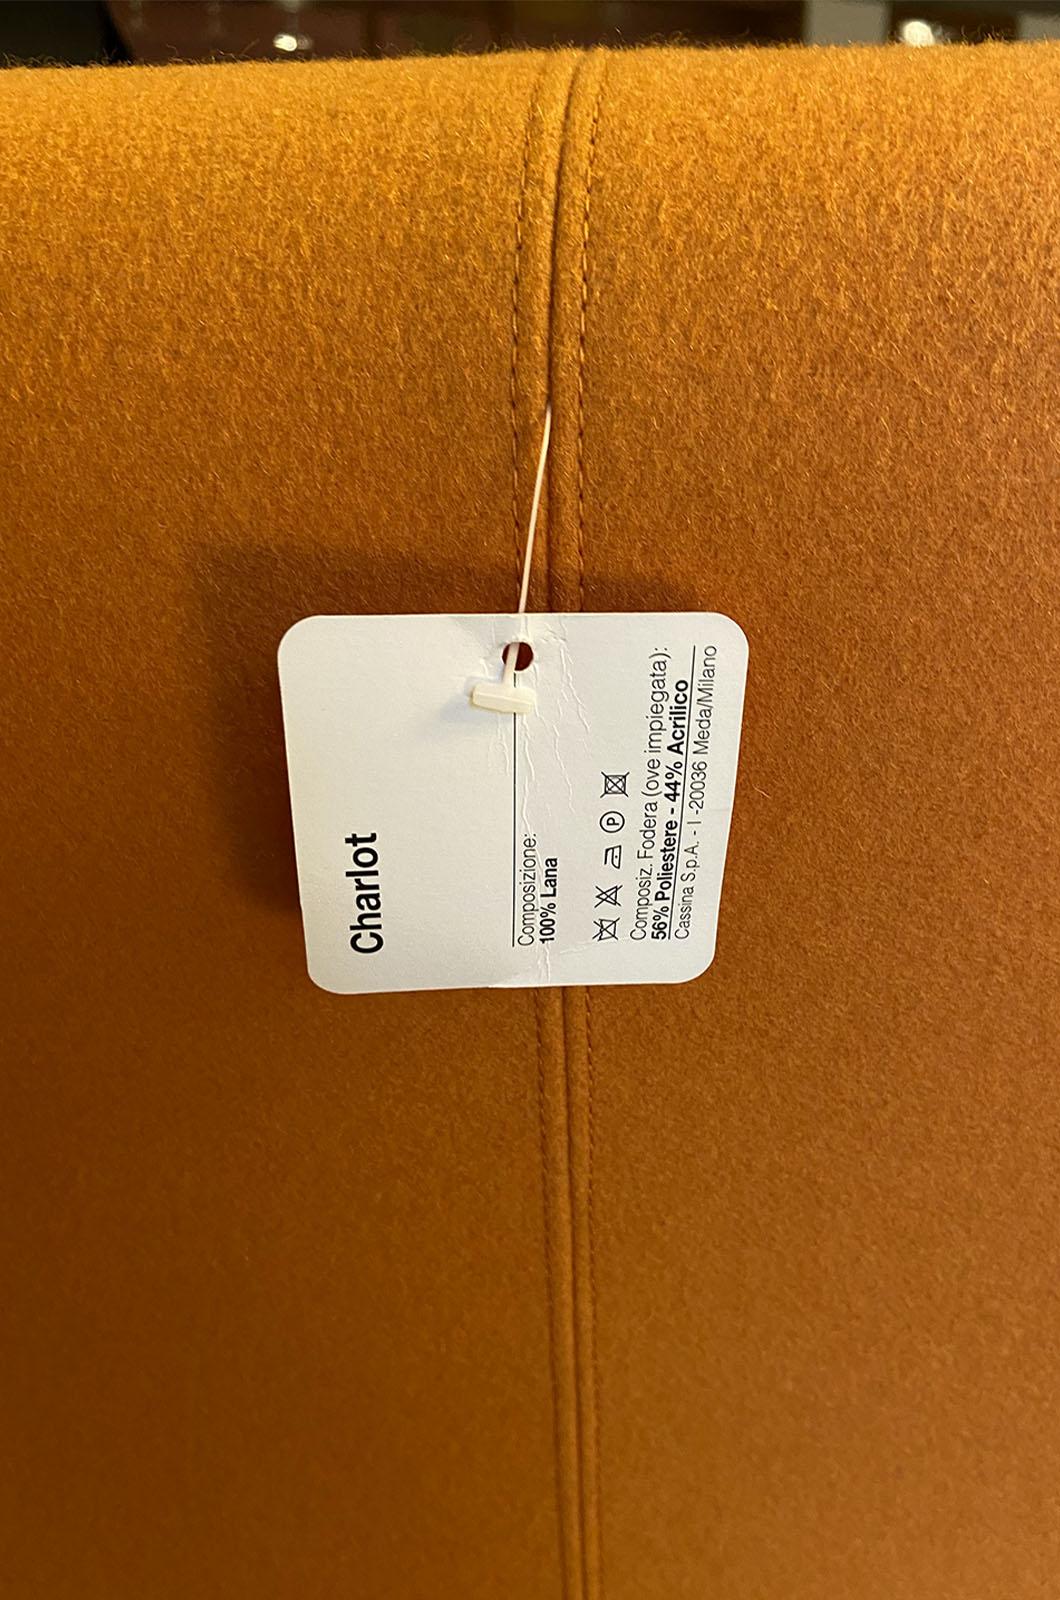 Charlot
Composizione:
100% Lana
P
Composiz. Fodera (ove impiegata):
56% Poliestere - 44% Acrilico
Cassina S.p.A. - I -20036 Meda/Milano